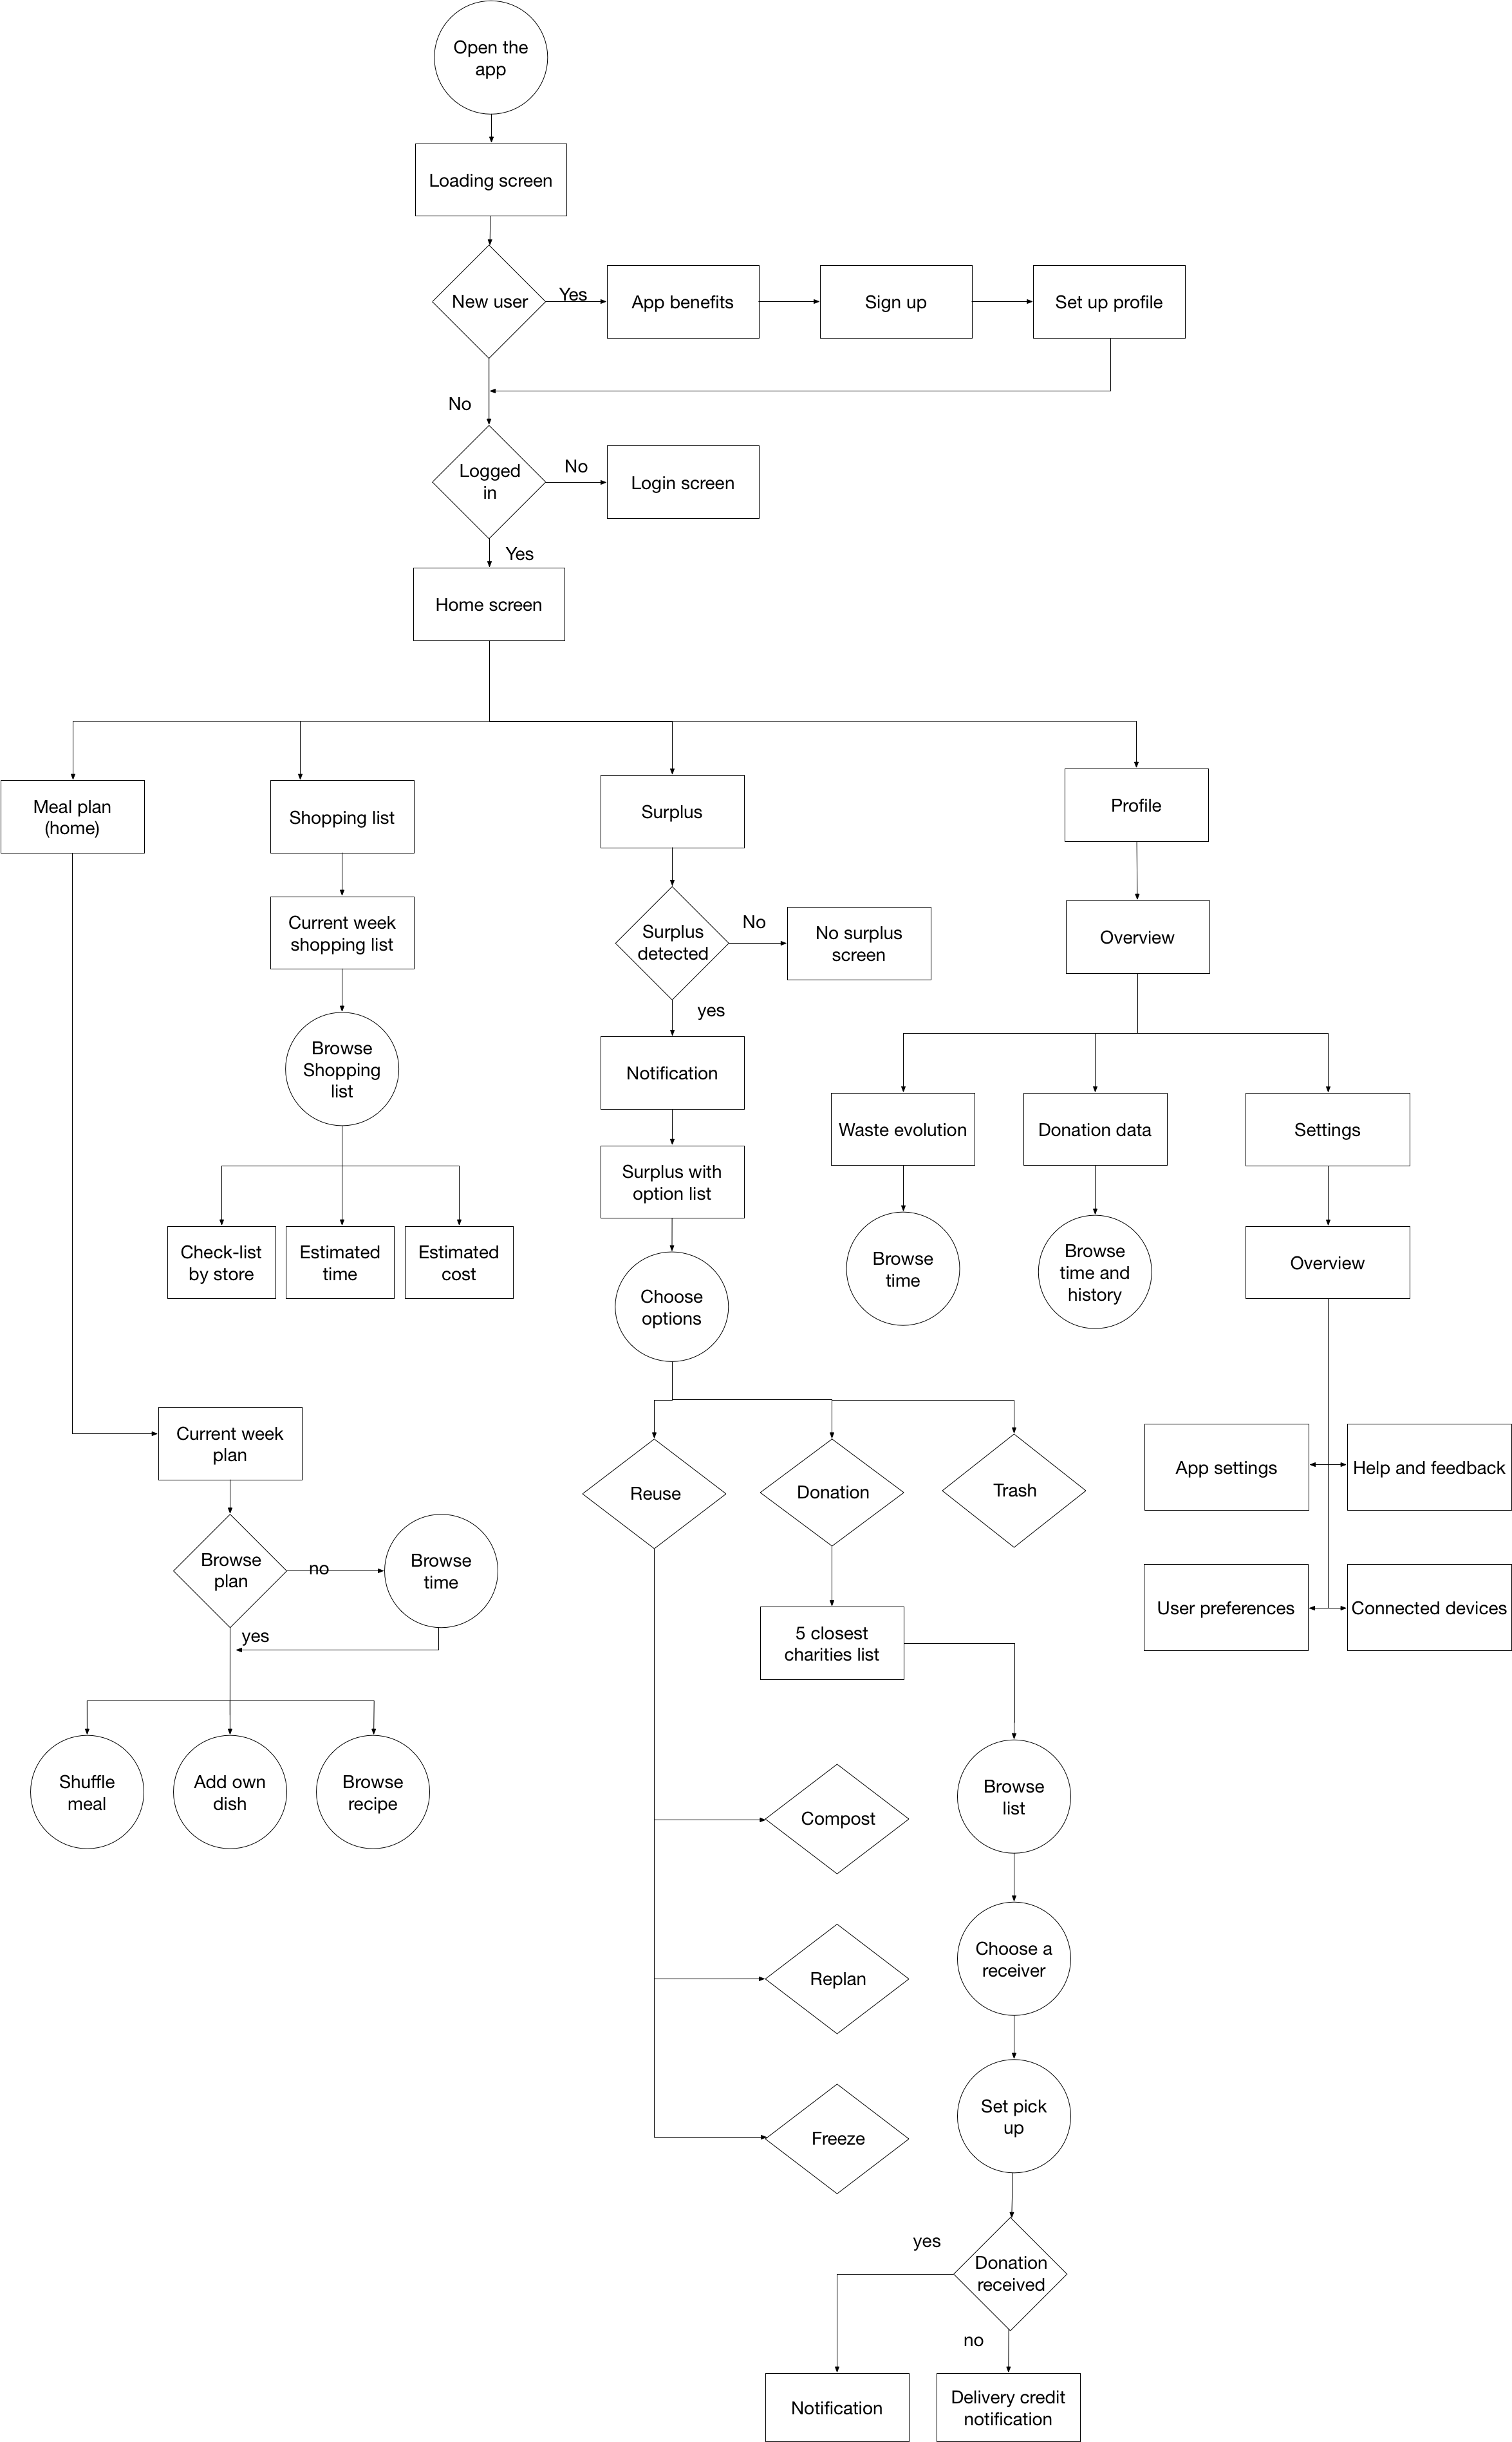 Open the
app
Loading screen
New user
Yes
App benefits
Sign up
Set up profile
No
Logged
in
No
Login screen
Yes
Home screen
Meal plan
(home)
Shopping list
Surplus
Profile
Current week
shopping list
Surplus
detected
No
No surplus
screen
Overview
yes
Browse
Shopping
list
Notification
Waste evolution
Donation data
Settings
Surplus with
option list
Check-list
by store
Estimated
time
Estimated
cost
Choose
options
Browse
time
Browse
time and
history
Overview
Current week
plan
Reuse
Donation
Trash
App settings
Help and feedback
Browse
plan
no
Browse
time
yes
5 closest
charities list
User preferences
Connected devices
Shuffle
meal
Add own
dish
Browse
recipe
Compost
Browse
list
Replan
Choose a
receiver
Freeze
Set pick
up
yes
Donation
received
no
Notification
Delivery credit
notification